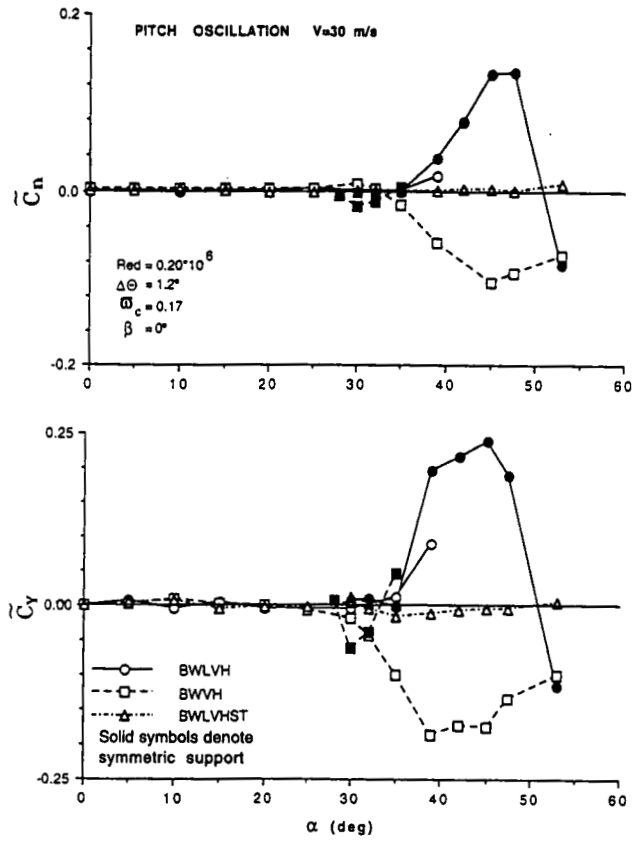 0.2
PITCH OSCILLATION V=30 m/s
C̃n
0.0
Red = 0.20*10^6
ΔΘ = 1.2°
ϖc = 0.17
β = 0°
-0.2
0 10 20 30 40 50 60
0.25
C̃Y
0.00
BWLVH
BWVH
BWLVHST
Solid symbols denote
symmetric support
-0.25
0 10 20 30 40 50 60
α (deg)